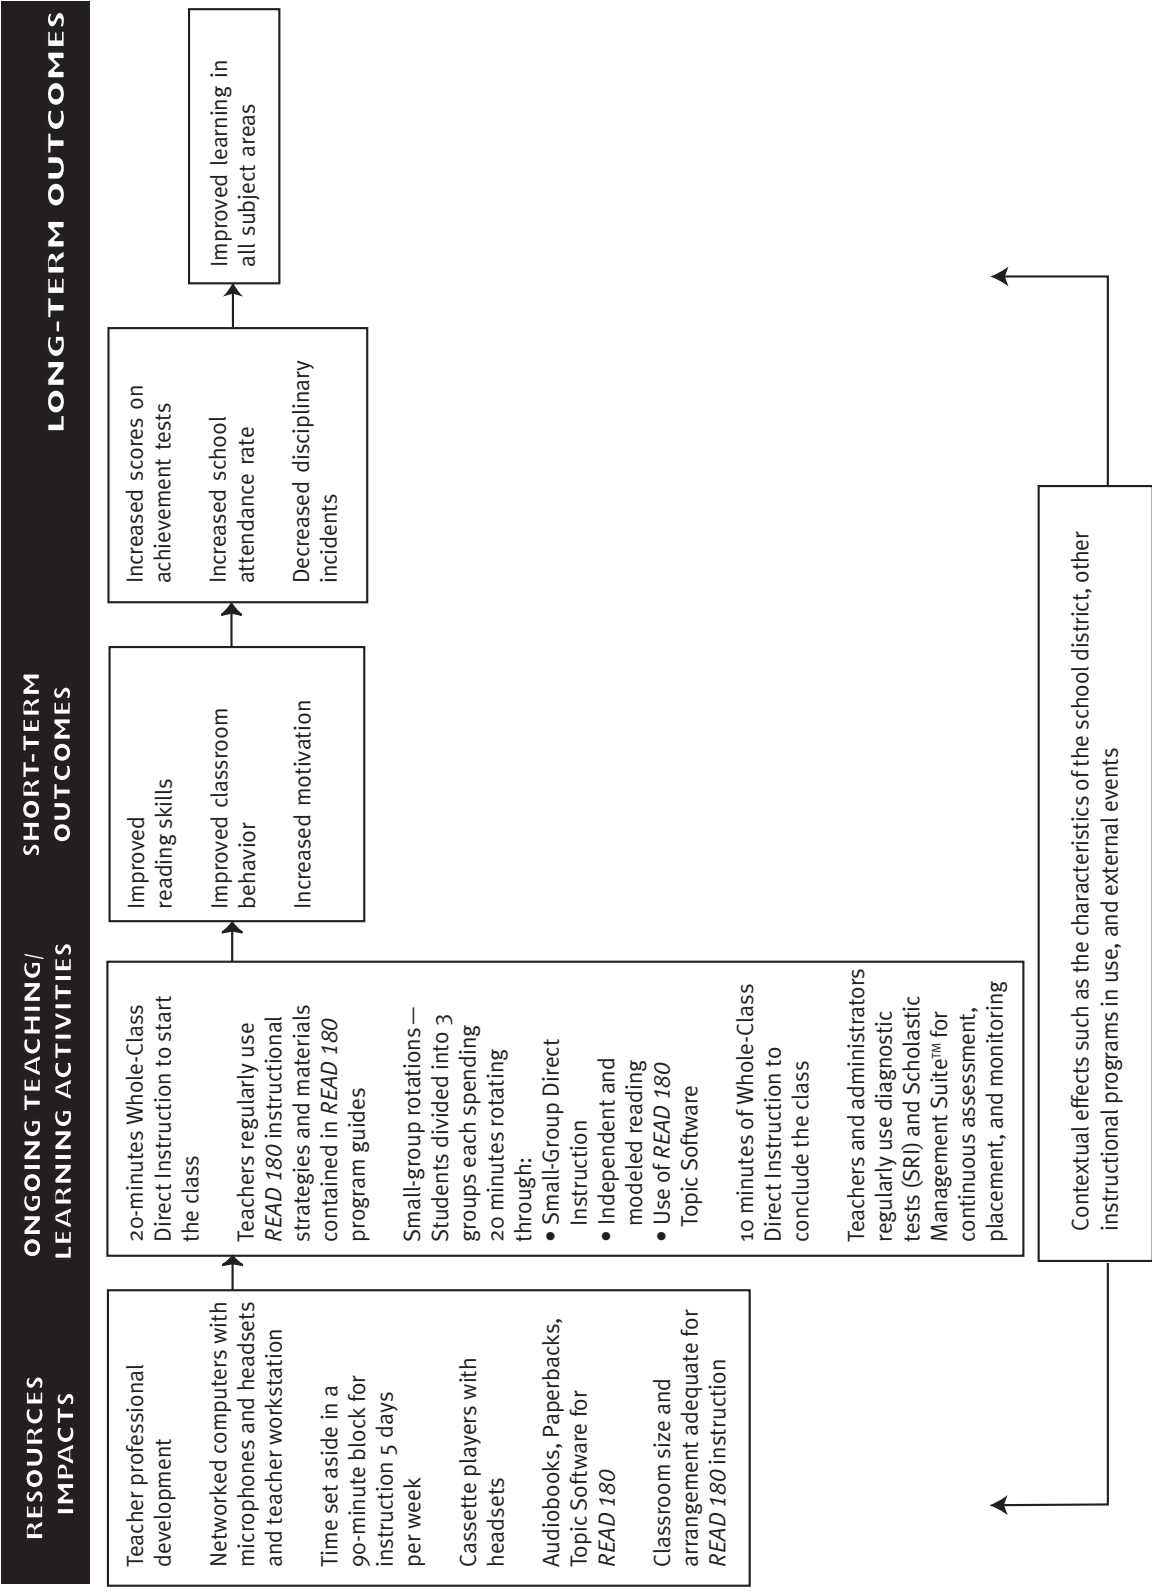 RESOURCES
IMPACTS
ONGOING TEACHING/
LEARNING ACTIVITIES
SHORT-TERM
OUTCOMES
LONG-TERM OUTCOMES
Teacher professional
development
Networked computers with
microphones and headsets
and teacher workstation
Time set aside in a
90-minute block for
instruction 5 days
per week
Cassette players with
headsets
Audiobooks, Paperbacks,
Topic Software for
READ 180
Classroom size and
arrangement adequate for
READ 180 instruction
20-minutes Whole-Class
Direct Instruction to start
the class
Teachers regularly use
READ 180 instructional
strategies and materials
contained in READ 180
program guides
Small-group rotations—
Students divided into 3
groups each spending
20 minutes rotating
through:
• Small-Group Direct
Instruction
• Independent and
modeled reading
• Use of READ 180
Topic Software
10 minutes of Whole-Class
Direct Instruction to
conclude the class
Teachers and administrators
regularly use diagnostic
tests (SRI) and Scholastic
Management Suite™ for
continuous assessment,
placement, and monitoring
Improved
reading skills
Improved classroom
behavior
Increased motivation
Increased scores on
achievement tests
Increased school
attendance rate
Decreased disciplinary
incidents
Improved learning in
all subject areas
Contextual effects such as the characteristics of the school district, other
instructional programs in use, and external events